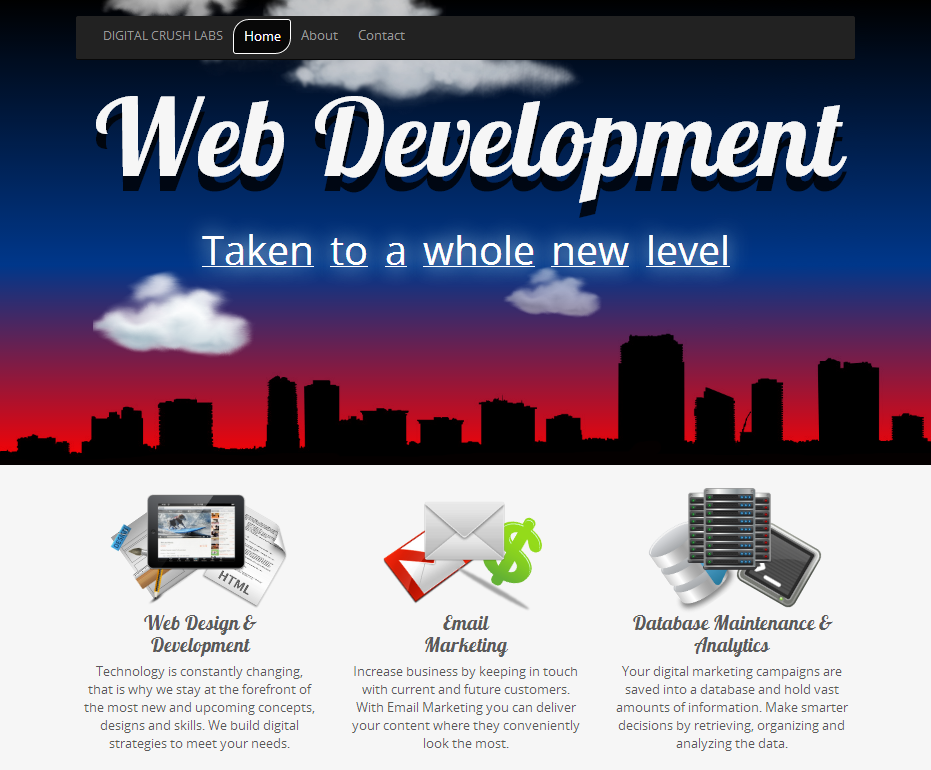 DIGITAL CRUSH LABS Home About Contact
Web Development
Taken to a whole new level
DESIGN
HTML
Web Design &
Development
Technology is constantly changing,
that is why we stay at the forefront of
the most new and upcoming concepts,
designs and skills. We build digital
strategies to meet your needs.
Email
Marketing
Increase business by keeping in touch
with current and future customers.
With Email Marketing you can deliver
your content where they conveniently
look the most.
Database Maintenance &
Analytics
Your digital marketing campaigns are
saved into a database and hold vast
amounts of information. Make smarter
decisions by retrieving, organizing and
analyzing the data.